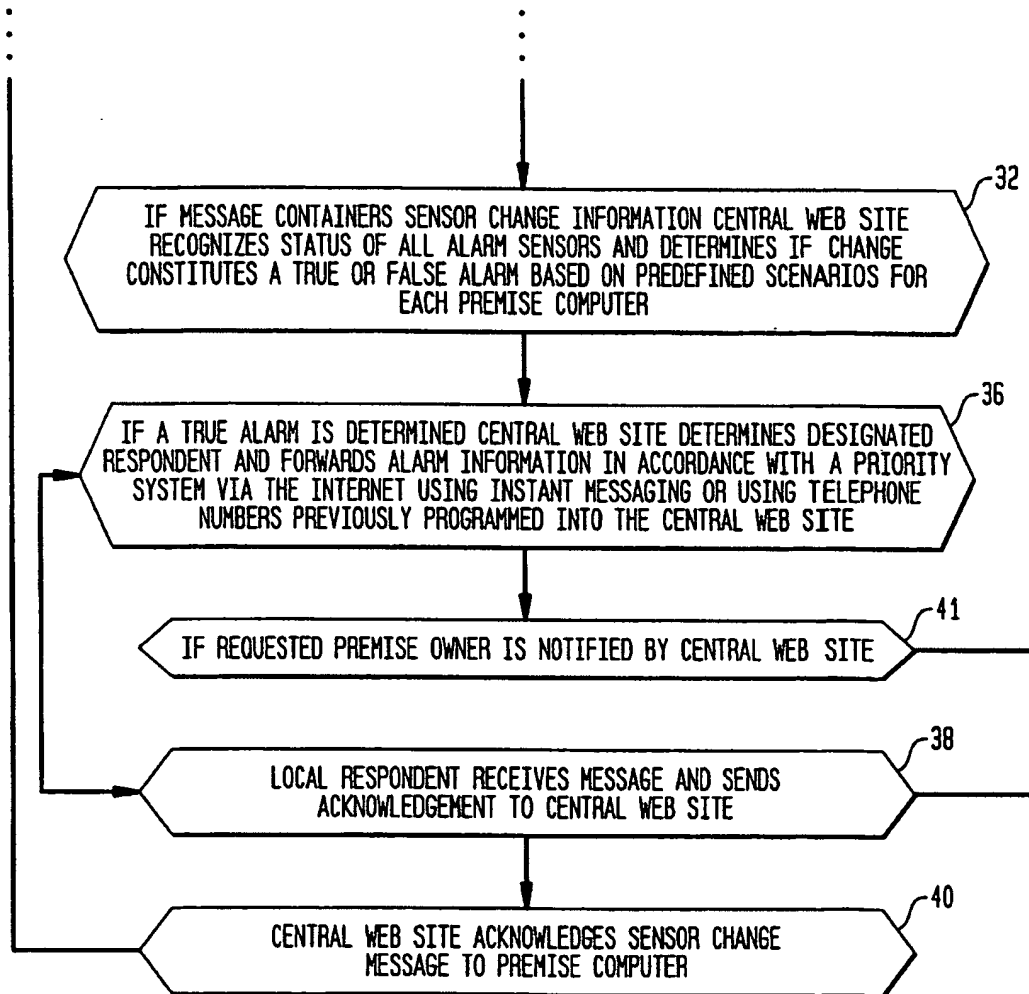 32
IF MESSAGE CONTAINERS SENSOR CHANGE INFORMATION CENTRAL WEB SITE
RECOGNIZES STATUS OF ALL ALARM SENSORS AND DETERMINES IF CHANGE
CONSTITUTES A TRUE OR FALSE ALARM BASED ON PREDEFINED SCENARIOS FOR
EACH PREMISE COMPUTER
36
IF A TRUE ALARM IS DETERMINED CENTRAL WEB SITE DETERMINES DESIGNATED
RESPONDENT AND FORWARDS ALARM INFORMATION IN ACCORDANCE WITH A PRIORITY
SYSTEM VIA THE INTERNET USING INSTANT MESSAGING OR USING TELEPHONE
NUMBERS PREVIOUSLY PROGRAMMED INTO THE CENTRAL WEB SITE
41
IF REQUESTED PREMISE OWNER IS NOTIFIED BY CENTRAL WEB SITE
38
LOCAL RESPONDENT RECEIVES MESSAGE AND SENDS
ACKNOWLEDGEMENT TO CENTRAL WEB SITE
40
CENTRAL WEB SITE ACKNOWLEDGES SENSOR CHANGE
MESSAGE TO PREMISE COMPUTER